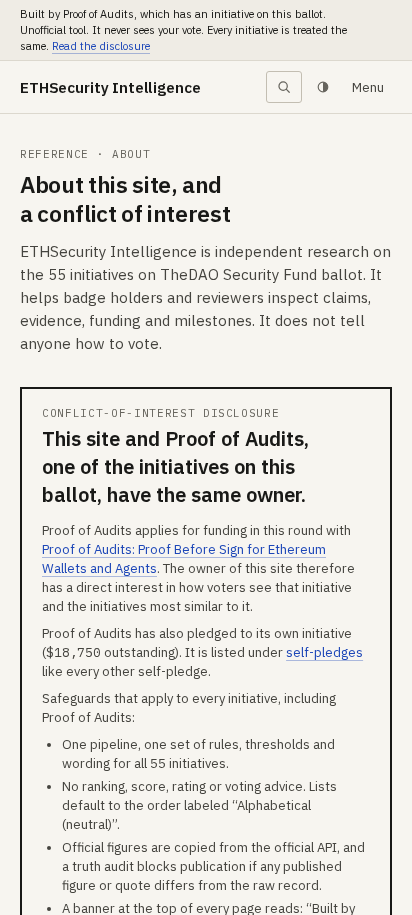 Built by Proof of Audits, which has an initiative on this ballot.
Unofficial tool. It never sees your vote. Every initiative is treated the
same. Read the disclosure
ETHSecurity Intelligence
Menu
REFERENCE · ABOUT
About this site, and
a conflict of interest
ETHSecurity Intelligence is independent research on
the 55 initiatives on TheDAO Security Fund ballot. It
helps badge holders and reviewers inspect claims,
evidence, funding and milestones. It does not tell
anyone how to vote.
CONFLICT-OF-INTEREST DISCLOSURE
This site and Proof of Audits,
one of the initiatives on this
ballot, have the same owner.
Proof of Audits applies for funding in this round with
Proof of Audits: Proof Before Sign for Ethereum
Wallets and Agents. The owner of this site therefore
has a direct interest in how voters see that initiative
and the initiatives most similar to it.
Proof of Audits has also pledged to its own initiative
($18,750 outstanding). It is listed under self-pledges
like every other self-pledge.
Safeguards that apply to every initiative, including
Proof of Audits:
• One pipeline, one set of rules, thresholds and
wording for all 55 initiatives.
• No ranking, score, rating or voting advice. Lists
default to the order labeled “Alphabetical
(neutral)”.
• Official figures are copied from the official API, and
a truth audit blocks publication if any published
figure or quote differs from the raw record.
• A banner at the top of every page reads: “Built by